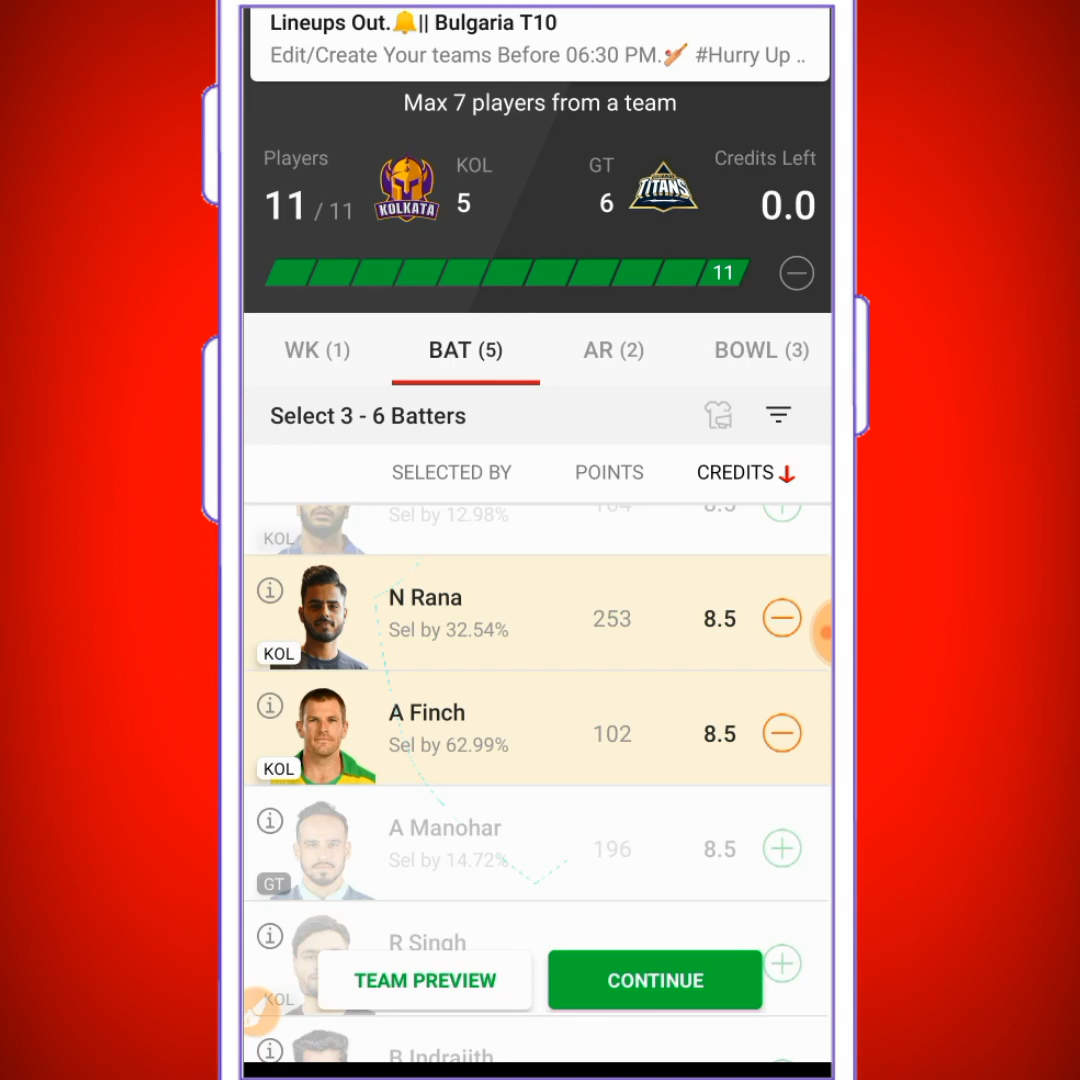 Lineups Out.🔔|| Bulgaria T10
Edit/Create Your teams Before 06:30 PM.🏏 #Hurry Up ..
Max 7 players from a team
Players KOL GT Credits Left
11 / 11 KOLKATA 5 6 TITANS 0.0
11
WK (1) BAT (5) AR (2) BOWL (3)
Select 3 - 6 Batters
SELECTED BY POINTS CREDITS
Sel by 12.98% 164 8.5
KOL
N Rana
Sel by 32.54% 253 8.5
KOL
A Finch
Sel by 62.99% 102 8.5
KOL
A Manohar
Sel by 14.72% 196 8.5
GT
R Singh
TEAM PREVIEW CONTINUE
KOL
B Indrajith